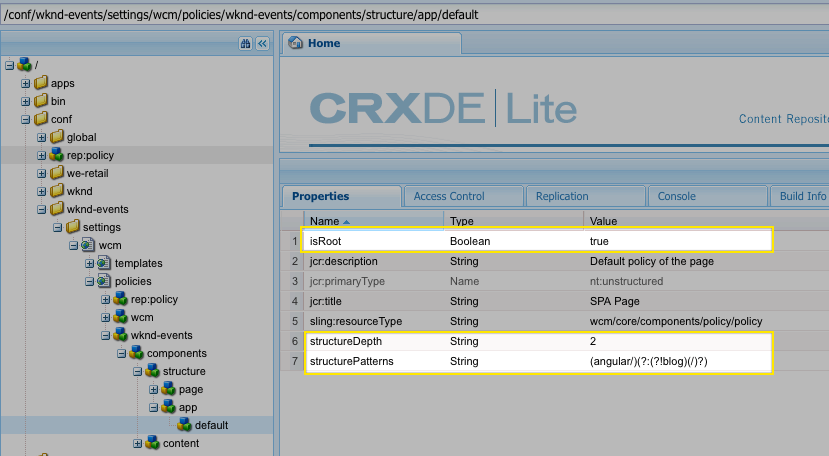 /conf/wknd-events/settings/wcm/policies/wknd-events/components/structure/app/default
/
apps
bin
conf
global
rep:policy
we-retail
wknd
wknd-events
settings
wcm
templates
policies
rep:policy
wcm
wknd-events
components
structure
page
app
default
content
Home
CRXDE Lite
Content Reposito
Properties Access Control Replication Console Build Info
Name Type Value
1 isRoot Boolean true
2 jcr:description String Default policy of the page
3 jcr:primaryType Name nt:unstructured
4 jcr:title String SPA Page
5 sling:resourceType String wcm/core/components/policy/policy
6 structureDepth String 2
7 structurePatterns String (angular/)(?:(?!blog)(/)?)